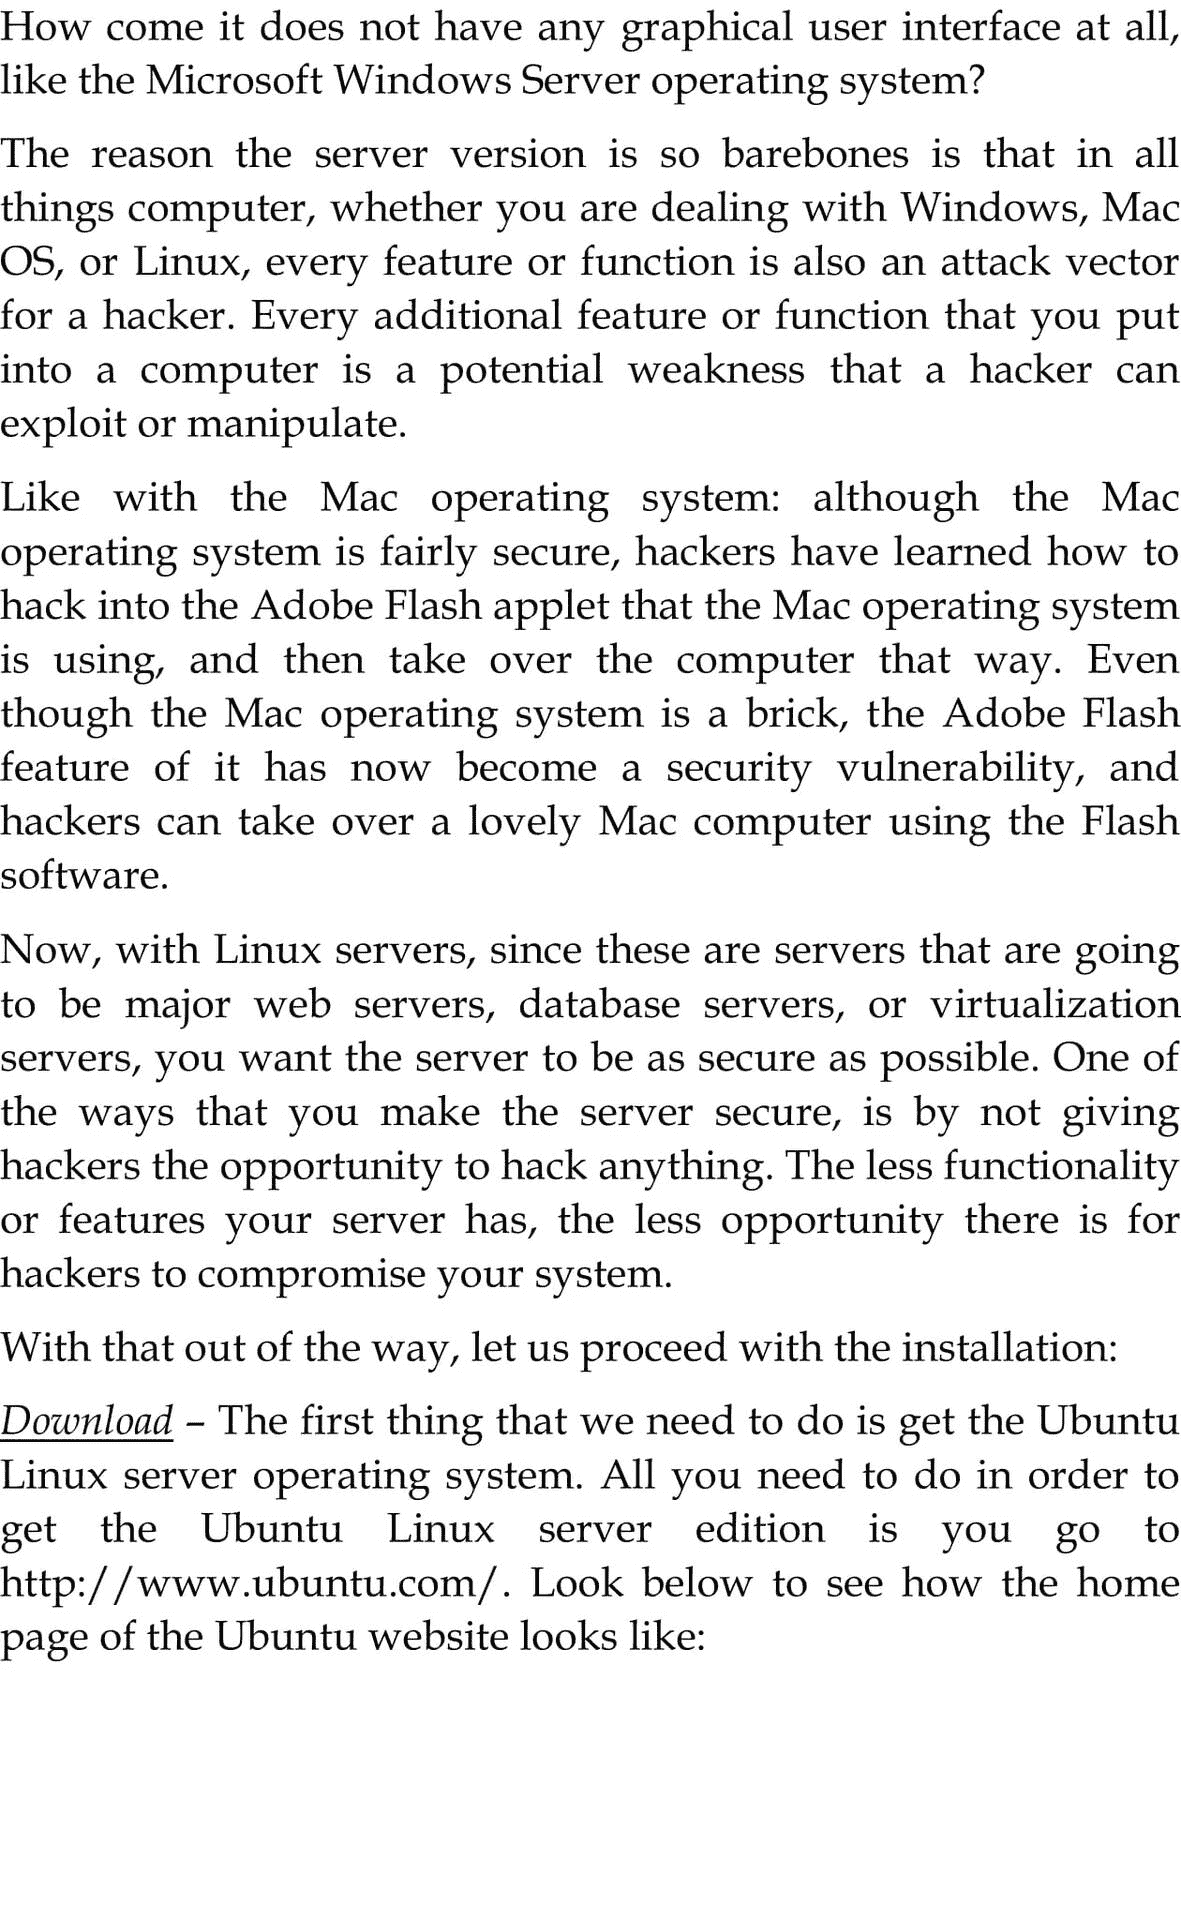 How come it does not have any graphical user interface at all,
like the Microsoft Windows Server operating system?
The reason the server version is so barebones is that in all
things computer, whether you are dealing with Windows, Mac
OS, or Linux, every feature or function is also an attack vector
for a hacker. Every additional feature or function that you put
into a computer is a potential weakness that a hacker can
exploit or manipulate.
Like with the Mac operating system: although the Mac
operating system is fairly secure, hackers have learned how to
hack into the Adobe Flash applet that the Mac operating system
is using, and then take over the computer that way. Even
though the Mac operating system is a brick, the Adobe Flash
feature of it has now become a security vulnerability, and
hackers can take over a lovely Mac computer using the Flash
software.
Now, with Linux servers, since these are servers that are going
to be major web servers, database servers, or virtualization
servers, you want the server to be as secure as possible. One of
the ways that you make the server secure, is by not giving
hackers the opportunity to hack anything. The less functionality
or features your server has, the less opportunity there is for
hackers to compromise your system.
With that out of the way, let us proceed with the installation:
Download – The first thing that we need to do is get the Ubuntu
Linux server operating system. All you need to do in order to
get the Ubuntu Linux server edition is you go to
http://www.ubuntu.com/. Look below to see how the home
page of the Ubuntu website looks like: